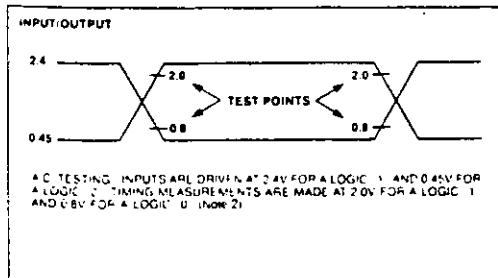 INPUT/OUTPUT
2.4
2.0
2.0
TEST POINTS
0.8
0.8
0.45
A.C. TESTING: INPUTS ARE DRIVEN AT 2.4V FOR A LOGIC 1 AND 0.45V FOR
A LOGIC 0 TIMING MEASUREMENTS ARE MADE AT 2.0V FOR A LOGIC 1
AND 0.8V FOR A LOGIC 0 (Note 2)